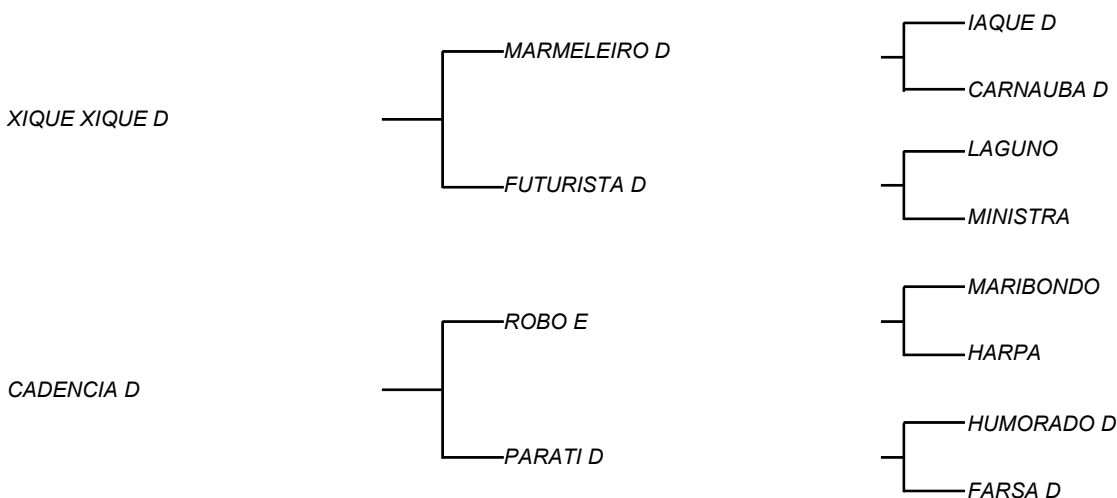 IAQUE D
MARMELEIRO D
CARNAUBA D
XIQUE XIQUE D
LAGUNO
FUTURISTA D
MINISTRA
MARIBONDO
ROBO E
HARPA
CADENCIA D
HUMORADO D
PARATI D
FARSA D